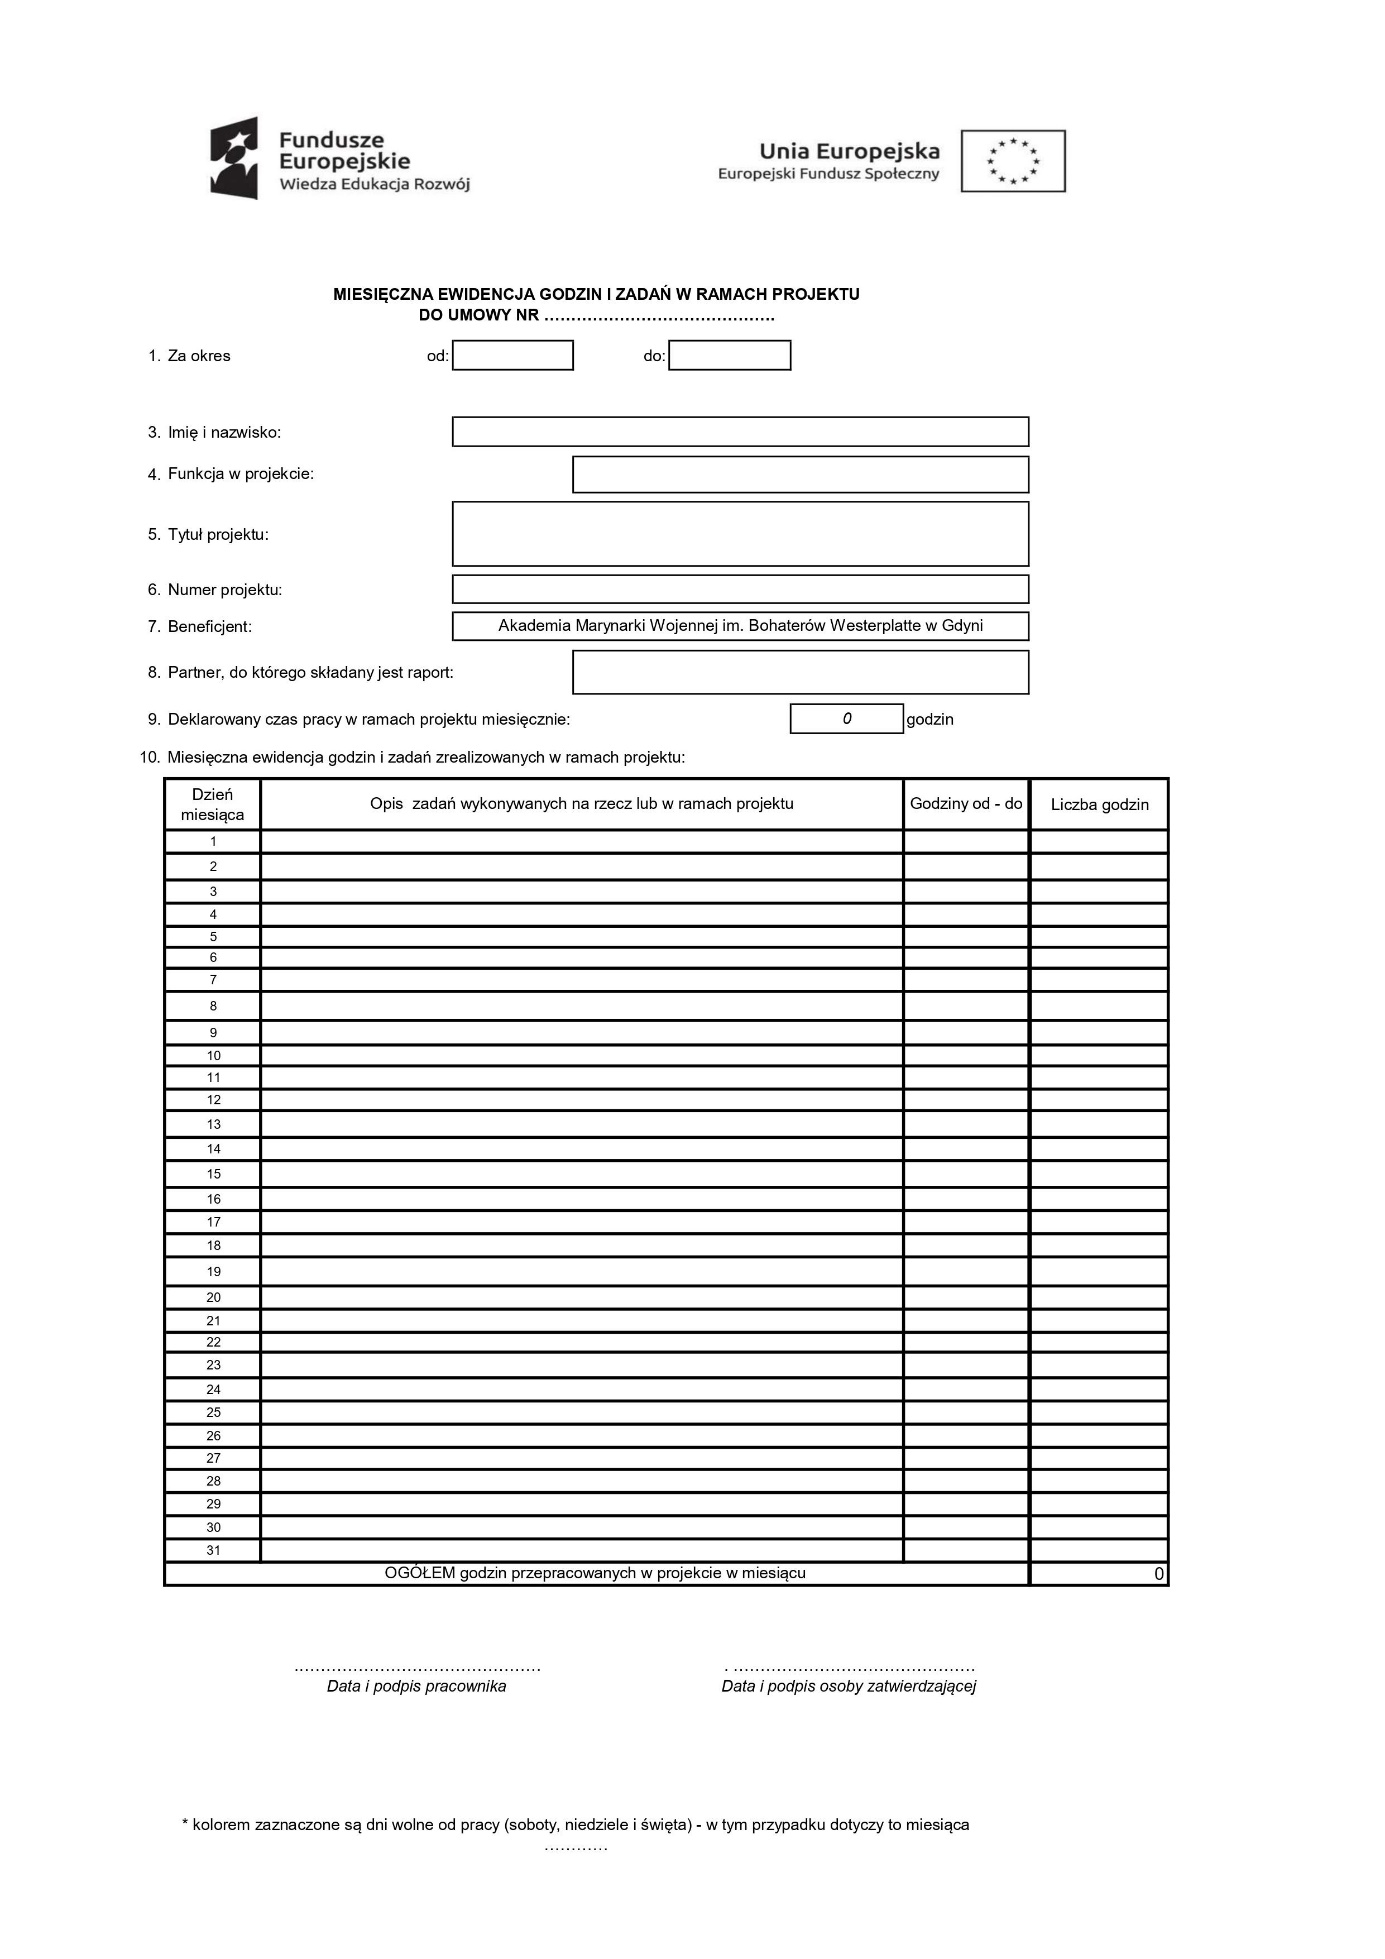 Fundusze
Europejskie
Wiedza Edukacja Rozwój
Unia Europejska
Europejski Fundusz Społeczny
MIESIĘCZNA EWIDENCJA GODZIN I ZADAŃ W RAMACH PROJEKTU
DO UMOWY NR …………………………………….
1. Za okres od: do:
3. Imię i nazwisko:
4. Funkcja w projekcie:
5. Tytuł projektu:
6. Numer projektu:
7. Beneficjent: Akademia Marynarki Wojennej im. Bohaterów Westerplatte w Gdyni
8. Partner, do którego składany jest raport:
9. Deklarowany czas pracy w ramach projektu miesięcznie: 0 godzin
10. Miesięczna ewidencja godzin i zadań zrealizowanych w ramach projektu:
Dzień
miesiąca
Opis zadań wykonywanych na rzecz lub w ramach projektu
Godziny od - do
Liczba godzin
1
2
3
4
5
6
7
8
9
10
11
12
13
14
15
16
17
18
19
20
21
22
23
24
25
26
27
28
29
30
31
OGÓŁEM godzin przepracowanych w projekcie w miesiącu 0
..……………………………………… . ………………………………………
Data i podpis pracownika Data i podpis osoby zatwierdzającej
* kolorem zaznaczone są dni wolne od pracy (soboty, niedziele i święta) - w tym przypadku dotyczy to miesiąca
…………